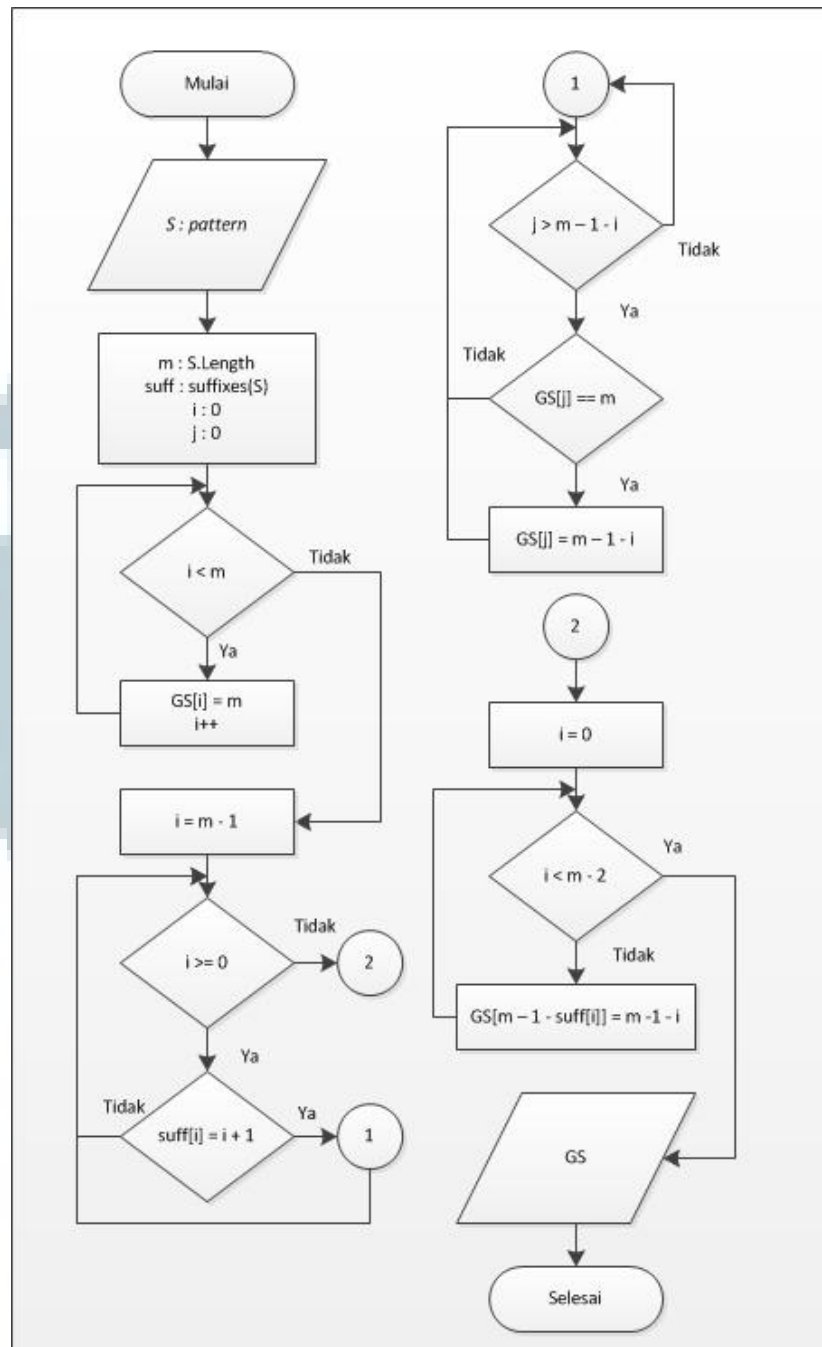 Mulai
S : pattern
m : S.Length
suff : suffixes(S)
i : 0
j : 0
i < m
Tidak
Ya
GS[i] = m
i++
i = m - 1
i >= 0
Tidak
2
Ya
suff[i] = i + 1
Tidak
Ya
1
1
j > m – 1 - i
Tidak
Ya
GS[j] == m
Tidak
Ya
GS[j] = m – 1 - i
2
i = 0
i < m - 2
Ya
Tidak
GS[m – 1 - suff[i]] = m -1 - i
GS
Selesai